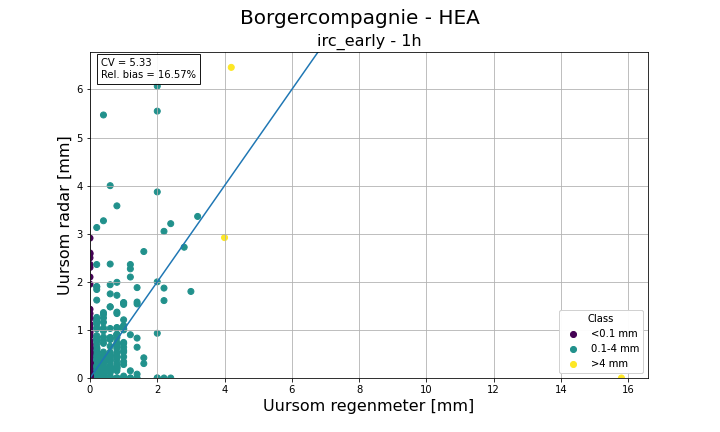 Borgercompagnie - HEA
irc_early - 1h
CV = 5.33
Rel. bias = 16.57%
Uursom radar [mm]
6
5
4
3
2
1
0
0 2 4 6 8 10 12 14 16
Uursom regenmeter [mm]
Class
<0.1 mm
0.1-4 mm
>4 mm